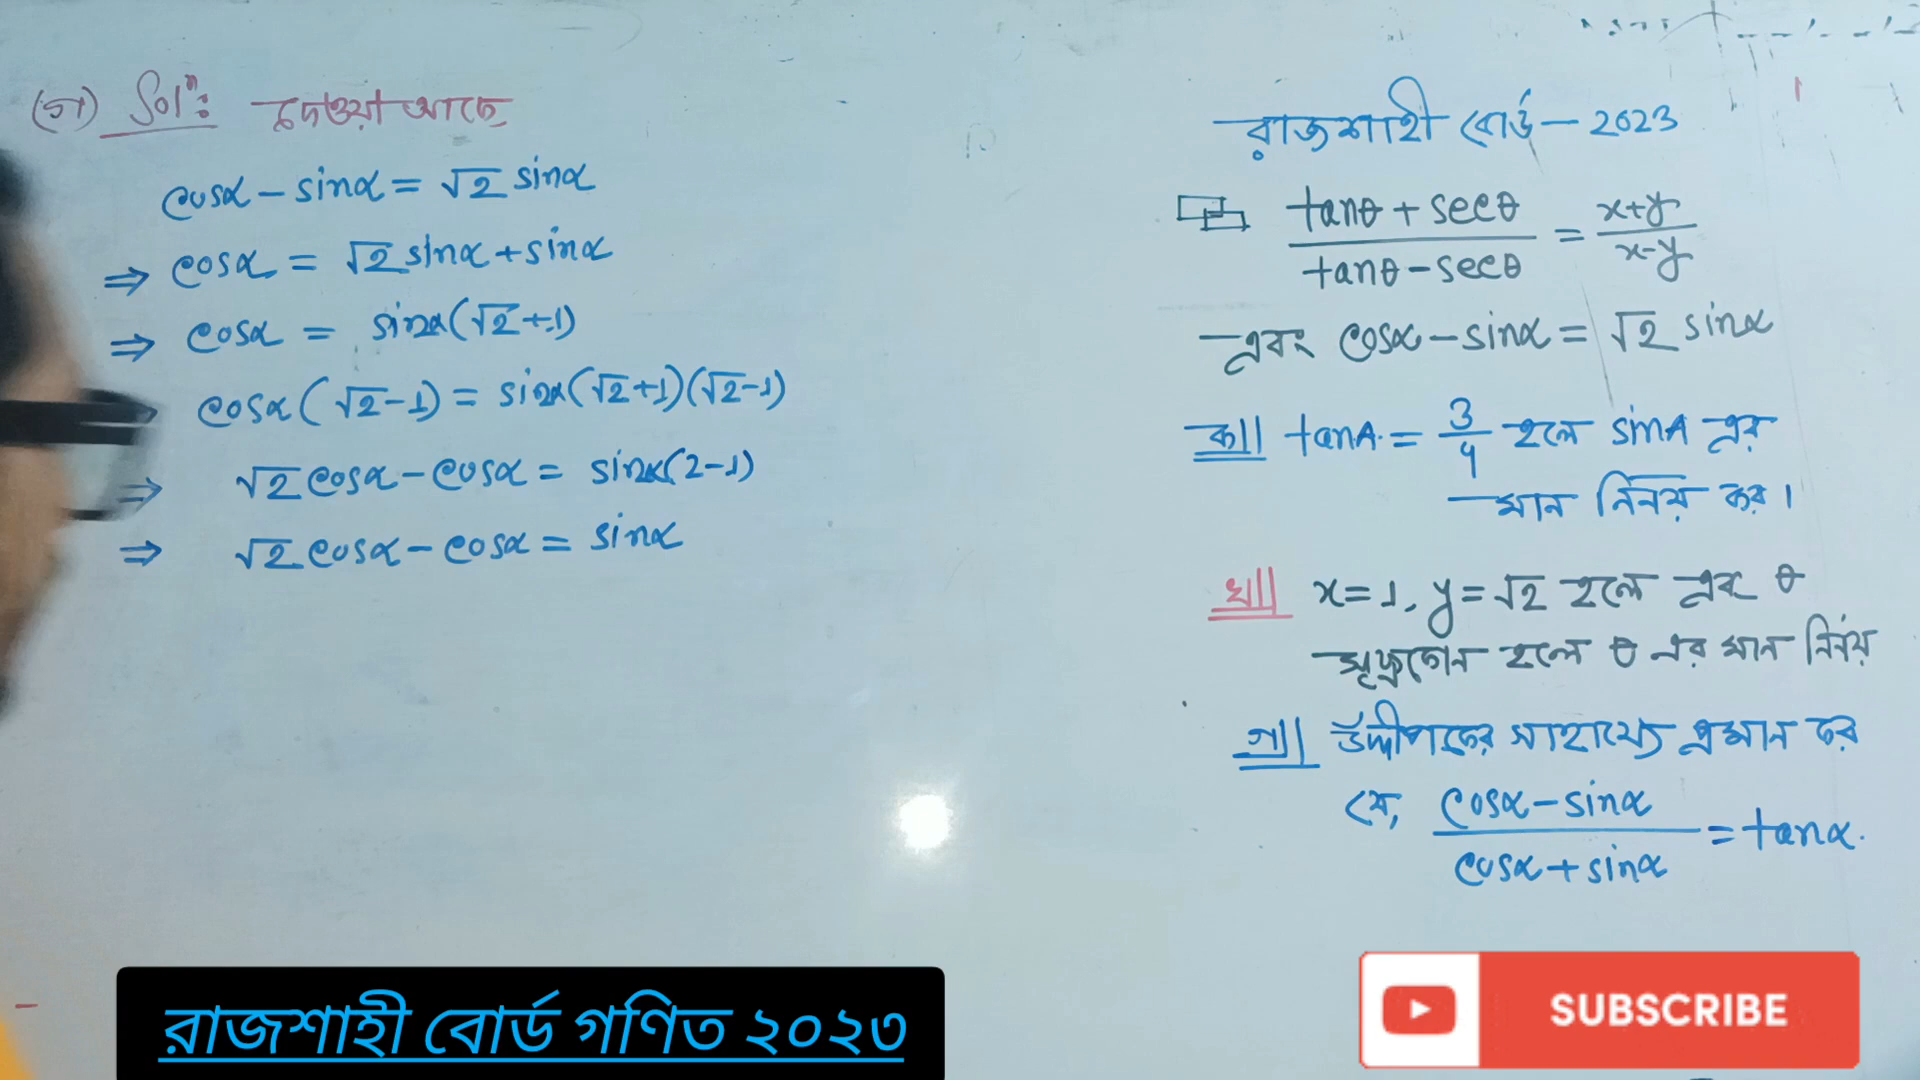 (গ) Solⁿ: দেওয়া আছে,
cosα - sinα = √2 sinα
⇒ cosα = √2 sinα + sinα
⇒ cosα = sinα(√2+1)
cosα(√2-1) = sinα(√2+1)(√2-1)
⇒ √2 cosα - cosα = sinα(2-1)
⇒ √2 cosα - cosα = sinα
রাজশাহী বোর্ড - 2023
tanθ + secθ / tanθ - secθ = x+y / x-y
এবং cosα - sinα = √2 sinα
ক।। tanA = 3/4 হলে sinA এর
মান নির্নয় কর।
খ।। x=1, y=√2 হলে এবং θ
সূক্ষ্মকোন হলে θ এর মান নির্নয়
গ।। উদ্দীপকের সাহায্যে প্রমান কর
যে, cosα - sinα / cosα + sinα = tanα.
রাজশাহী বোর্ড গণিত ২০২৩
SUBSCRIBE